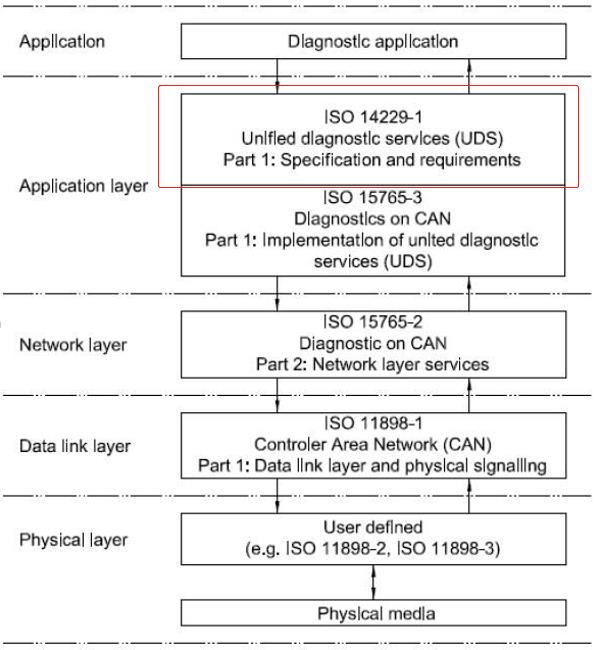 Application
Diagnostic application
ISO 14229-1
Unified diagnostic services (UDS)
Part 1: Specification and requirements
Application layer
ISO 15765-3
Diagnostics on CAN
Part 1: Implementation of united diagnostic
services (UDS)
ISO 15765-2
Network layer
Diagnostic on CAN
Part 2: Network layer services
ISO 11898-1
Data link layer
Controler Area Network (CAN)
Part 1: Data link layer and physical signalling
User defined
Physical layer
(e.g. ISO 11898-2, ISO 11898-3)
Physical media